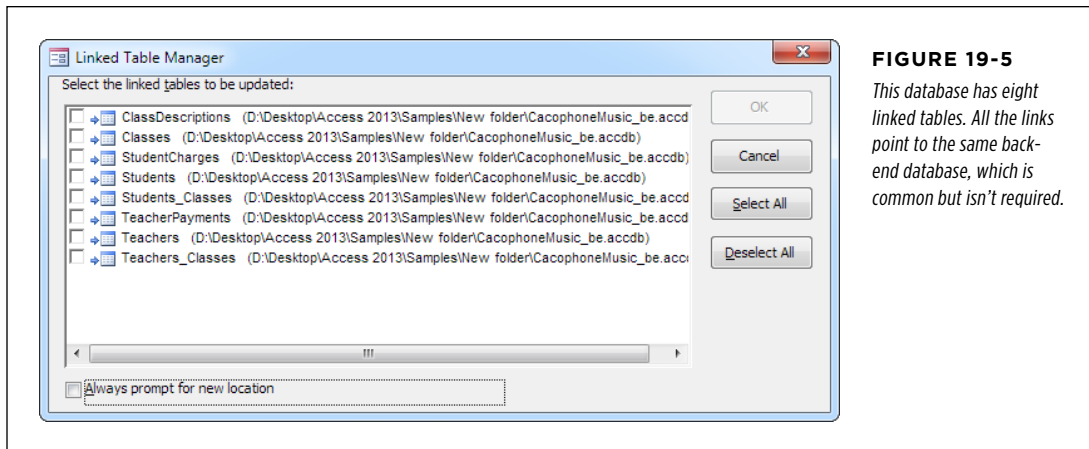 Linked Table Manager
Select the linked tables to be updated:
ClassDescriptions (D:\Desktop\Access 2013\Samples\New folder\CacophoneMusic_be.accd
Classes (D:\Desktop\Access 2013\Samples\New folder\CacophoneMusic_be.accdb)
StudentCharges (D:\Desktop\Access 2013\Samples\New folder\CacophoneMusic_be.accdb)
Students (D:\Desktop\Access 2013\Samples\New folder\CacophoneMusic_be.accdb)
Students_Classes (D:\Desktop\Access 2013\Samples\New folder\CacophoneMusic_be.accd
TeacherPayments (D:\Desktop\Access 2013\Samples\New folder\CacophoneMusic_be.accd
Teachers (D:\Desktop\Access 2013\Samples\New folder\CacophoneMusic_be.accdb)
Teachers_Classes (D:\Desktop\Access 2013\Samples\New folder\CacophoneMusic_be.acc
Always prompt for new location
OK
Cancel
Select All
Deselect All
FIGURE 19-5
This database has eight
linked tables. All the links
point to the same back-
end database, which is
common but isn't required.